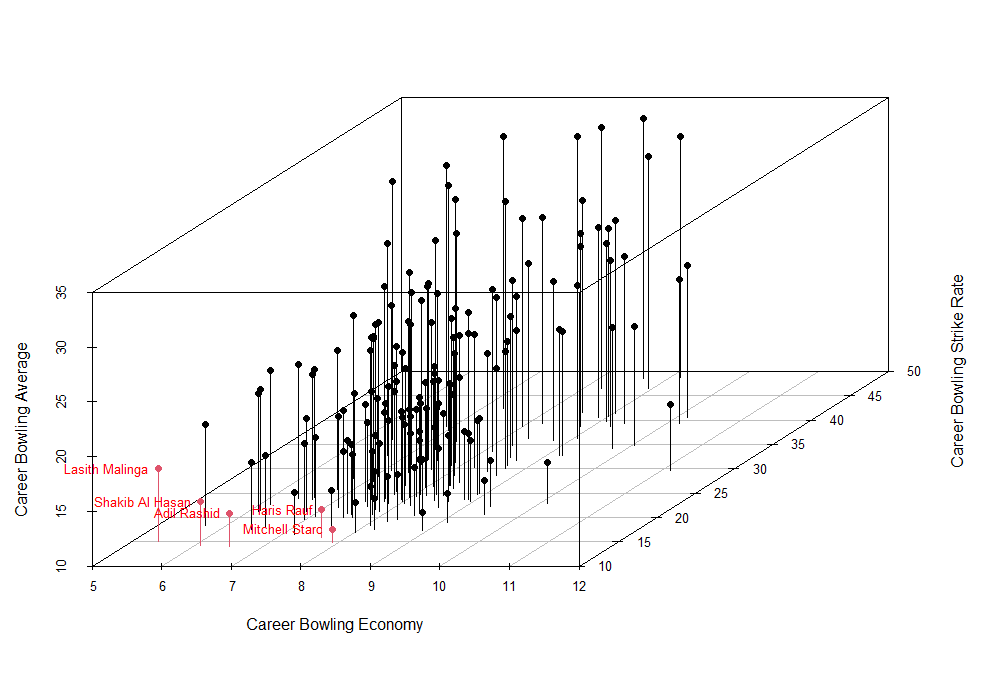 Career Bowling Average
Career Bowling Strike Rate
35
30
25
20
15
10
50
45
40
35
30
25
20
15
10
Lasith Malinga
Shakib Al Hasan
Adil Rashid
Haris Rauf
Mitchell Starc
5
6
7
8
9
10
11
12
Career Bowling Economy